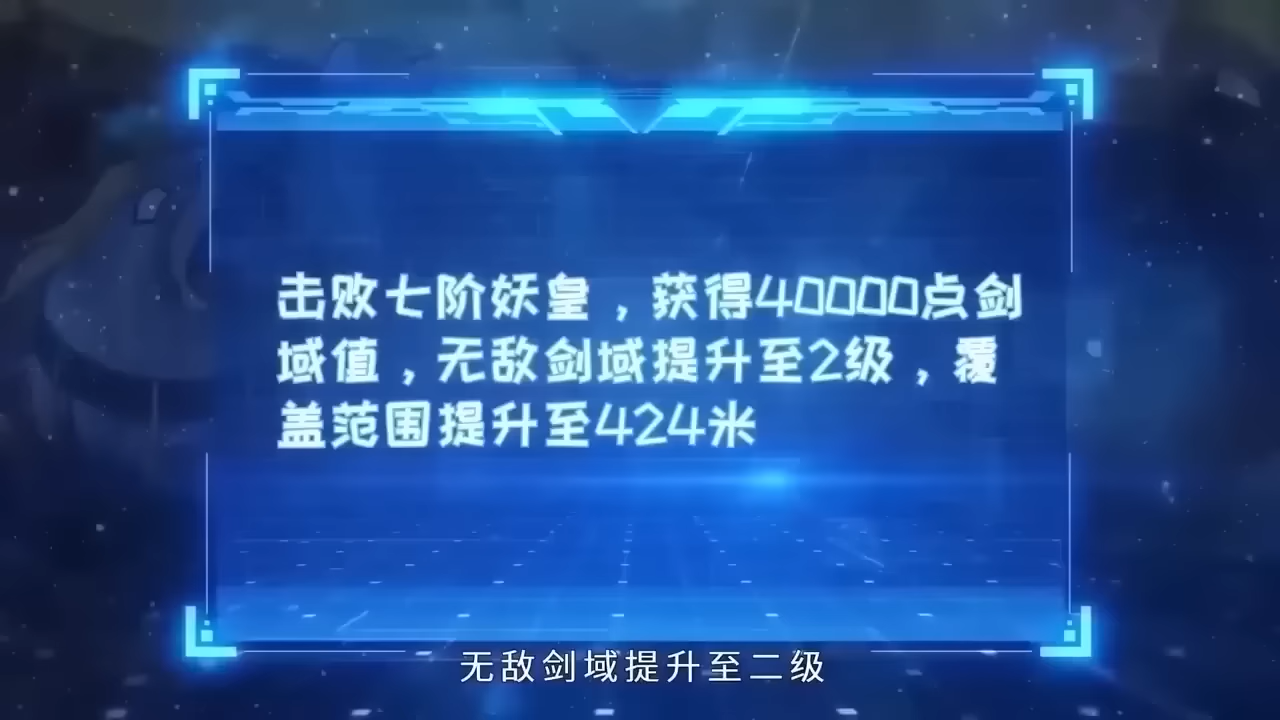 击败七阶妖皇，获得40000点剑
域值，无敌剑域提升至2级，覆
盖范围提升至424米
无敌剑域提升至二级